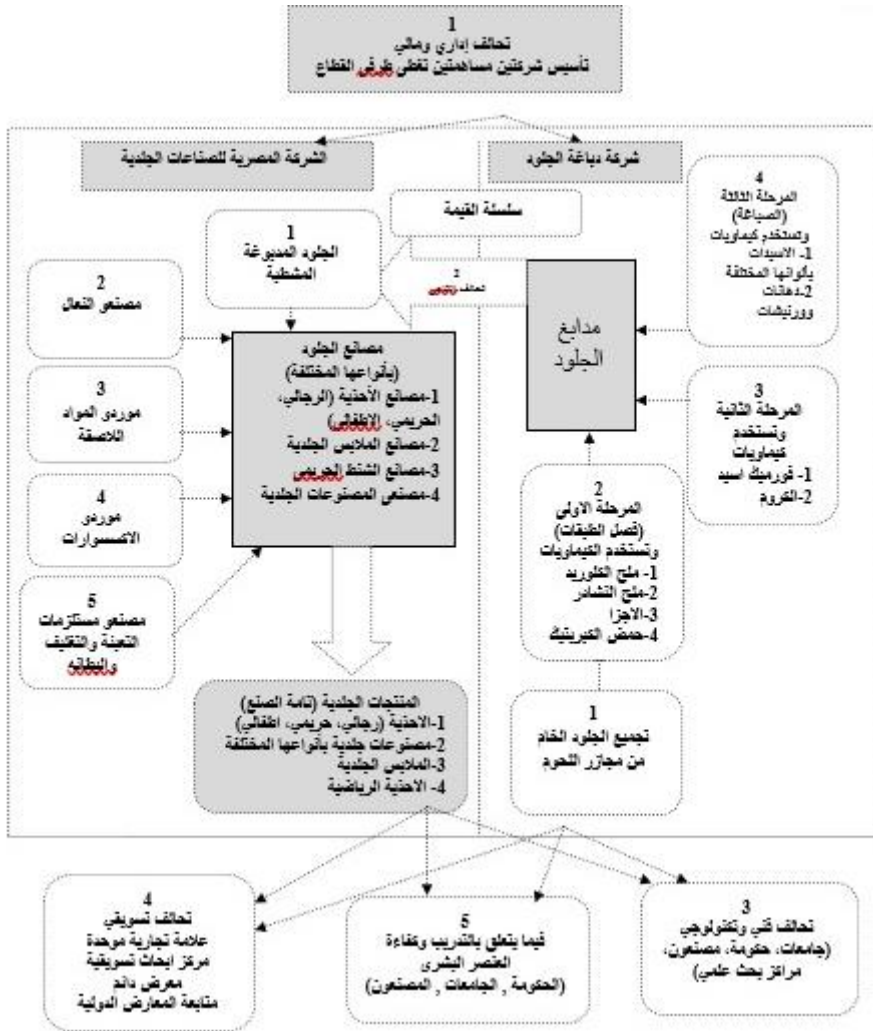 1
تحالف إداري ومالي
تأسيس شركتين مساهمتين تغطي طرفي القطاع
شركة دباغة الجلود
الشركة المصرية للصناعات الجلدية
سلسلة القيمة
4
المرحلة الثالثة
(الصباغة)
وتستخدم كيماويات
1- الاسيدات
بألوانها المختلفة
2-دهانات
وورنيشات
1
الجلود المدبوغة
المشطبة
2
تحالف
مدابغ
الجلود
2
مصنعو النعال
3
موردو المواد
اللاصقة
4
موردو
الاكسسوارات
5
مصنعو مستلزمات
التعبئة والتغليف
والبطانه
مصانع الجلود
(بأنواعها المختلفة)
1-مصانع الأحذية (الرجالي،
الحريمي، الاطفالي)
2-مصانع الملابس الجلدية
3-مصانع الشنط الحريمي
4-مصنعي المصنوعات الجلدية
3
المرحلة الثانية
وتستخدم
كيماويات
1- فورميك اسيد
2-الكروم
2
المرحلة الاولي
(فصل الطبقات)
وتستخدم الكيماويات
1- ملح الكلوريد
2-ملح النشادر
3-الاجزا
4-حمض الكبريتيك
المنتجات الجلدية (تامة الصنع)
1-الاحذية (رجالي، حريمي، اطفالي)
2-مصنوعات جلدية بأنواعها المختلفة
3-الملابس الجلدية
4- الاحذية الرياضية
1
تجميع الجلود الخام
من مجازر اللحوم
3
تحالف فني وتكنولوجي
(جامعات، حكومة، مصنعون،
مراكز بحث علمي)
5
فيما يتعلق بالتدريب وكفاءة
العنصر البشرى
(الحكومة , الجامعات , المصنعون)
4
تحالف تسويقي
علامة تجارية موحدة
مركز ابحاث تسويقية
معرض دائم
متابعة المعارض الدولية